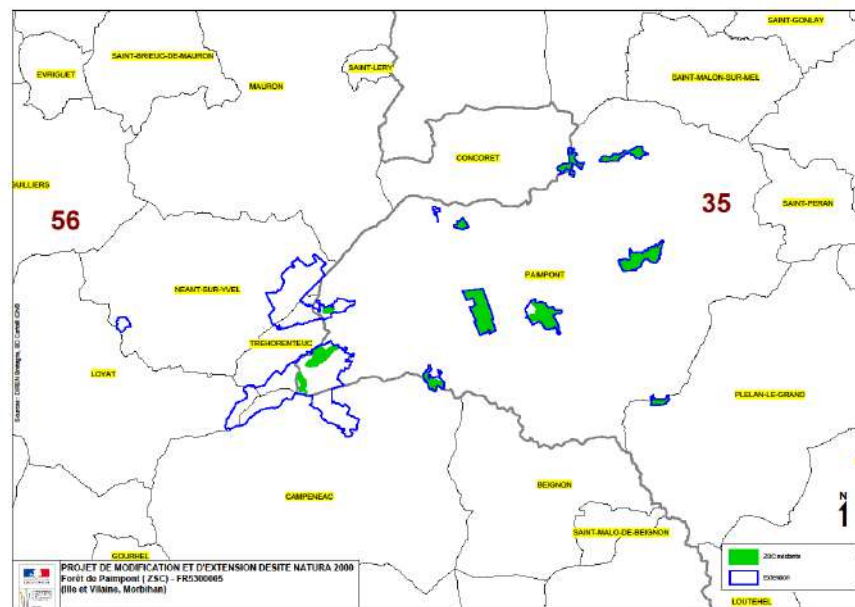 SAINT-GONLAY
SAINT-BRIEUC-DE-MAURON
EVRIGUET
SAINT-LERY
SAINT-MALON-SUR-MEL
MAURON
CONCORET
GUILLIERS
56
35
SAINT-PERAN
PAIMPONT
NEANT-SUR-YVEL
TREHORENTEUC
LOYAT
PLELAN-LE-GRAND
BEIGNON
CAMPENEAC
N
1
SAINT-MALO-DE-BEIGNON
GOURHEL
ZSC existante
Extension
LOUTEHEL
PROJET DE MODIFICATION ET D'EXTENSION DESITE NATURA 2000
Forêt de Paimpont ( ZSC) - FR5300005
(Ille et Vilaine, Morbihan)